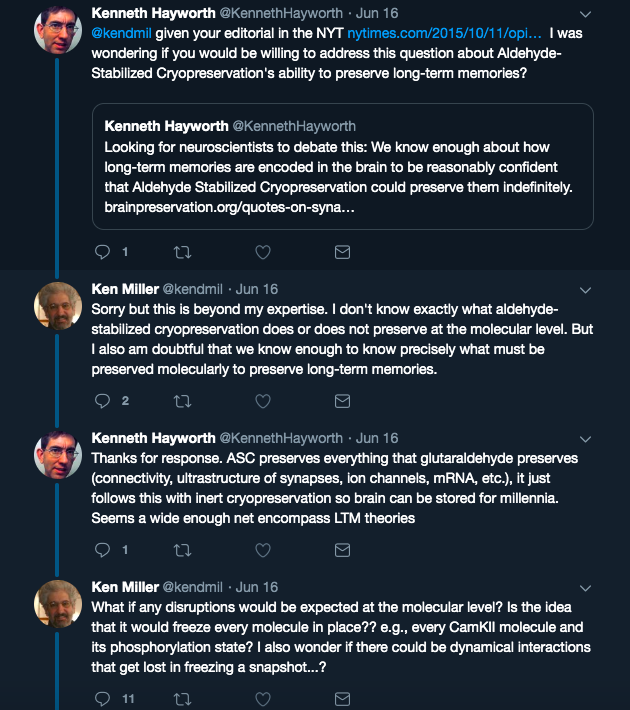 Kenneth Hayworth @KennethHayworth · Jun 16
@kendmil given your editorial in the NYT nytimes.com/2015/10/11/opi... I was
wondering if you would be willing to address this question about Aldehyde-
Stabilized Cryopreservation's ability to preserve long-term memories?
Kenneth Hayworth @KennethHayworth
Looking for neuroscientists to debate this: We know enough about how
long-term memories are encoded in the brain to be reasonably confident
that Aldehyde Stabilized Cryopreservation could preserve them indefinitely.
brainpreservation.org/quotes-on-syna...
1
Ken Miller @kendmil · Jun 16
Sorry but this is beyond my expertise. I don't know exactly what aldehyde-
stabilized cryopreservation does or does not preserve at the molecular level. But
I also am doubtful that we know enough to know precisely what must be
preserved molecularly to preserve long-term memories.
2
Kenneth Hayworth @KennethHayworth · Jun 16
Thanks for response. ASC preserves everything that glutaraldehyde preserves
(connectivity, ultrastructure of synapses, ion channels, mRNA, etc.), it just
follows this with inert cryopreservation so brain can be stored for millennia.
Seems a wide enough net encompass LTM theories
1
Ken Miller @kendmil · Jun 16
What if any disruptions would be expected at the molecular level? Is the idea
that it would freeze every molecule in place?? e.g., every CamKII molecule and
its phosphorylation state? I also wonder if there could be dynamical interactions
that get lost in freezing a snapshot...?
11